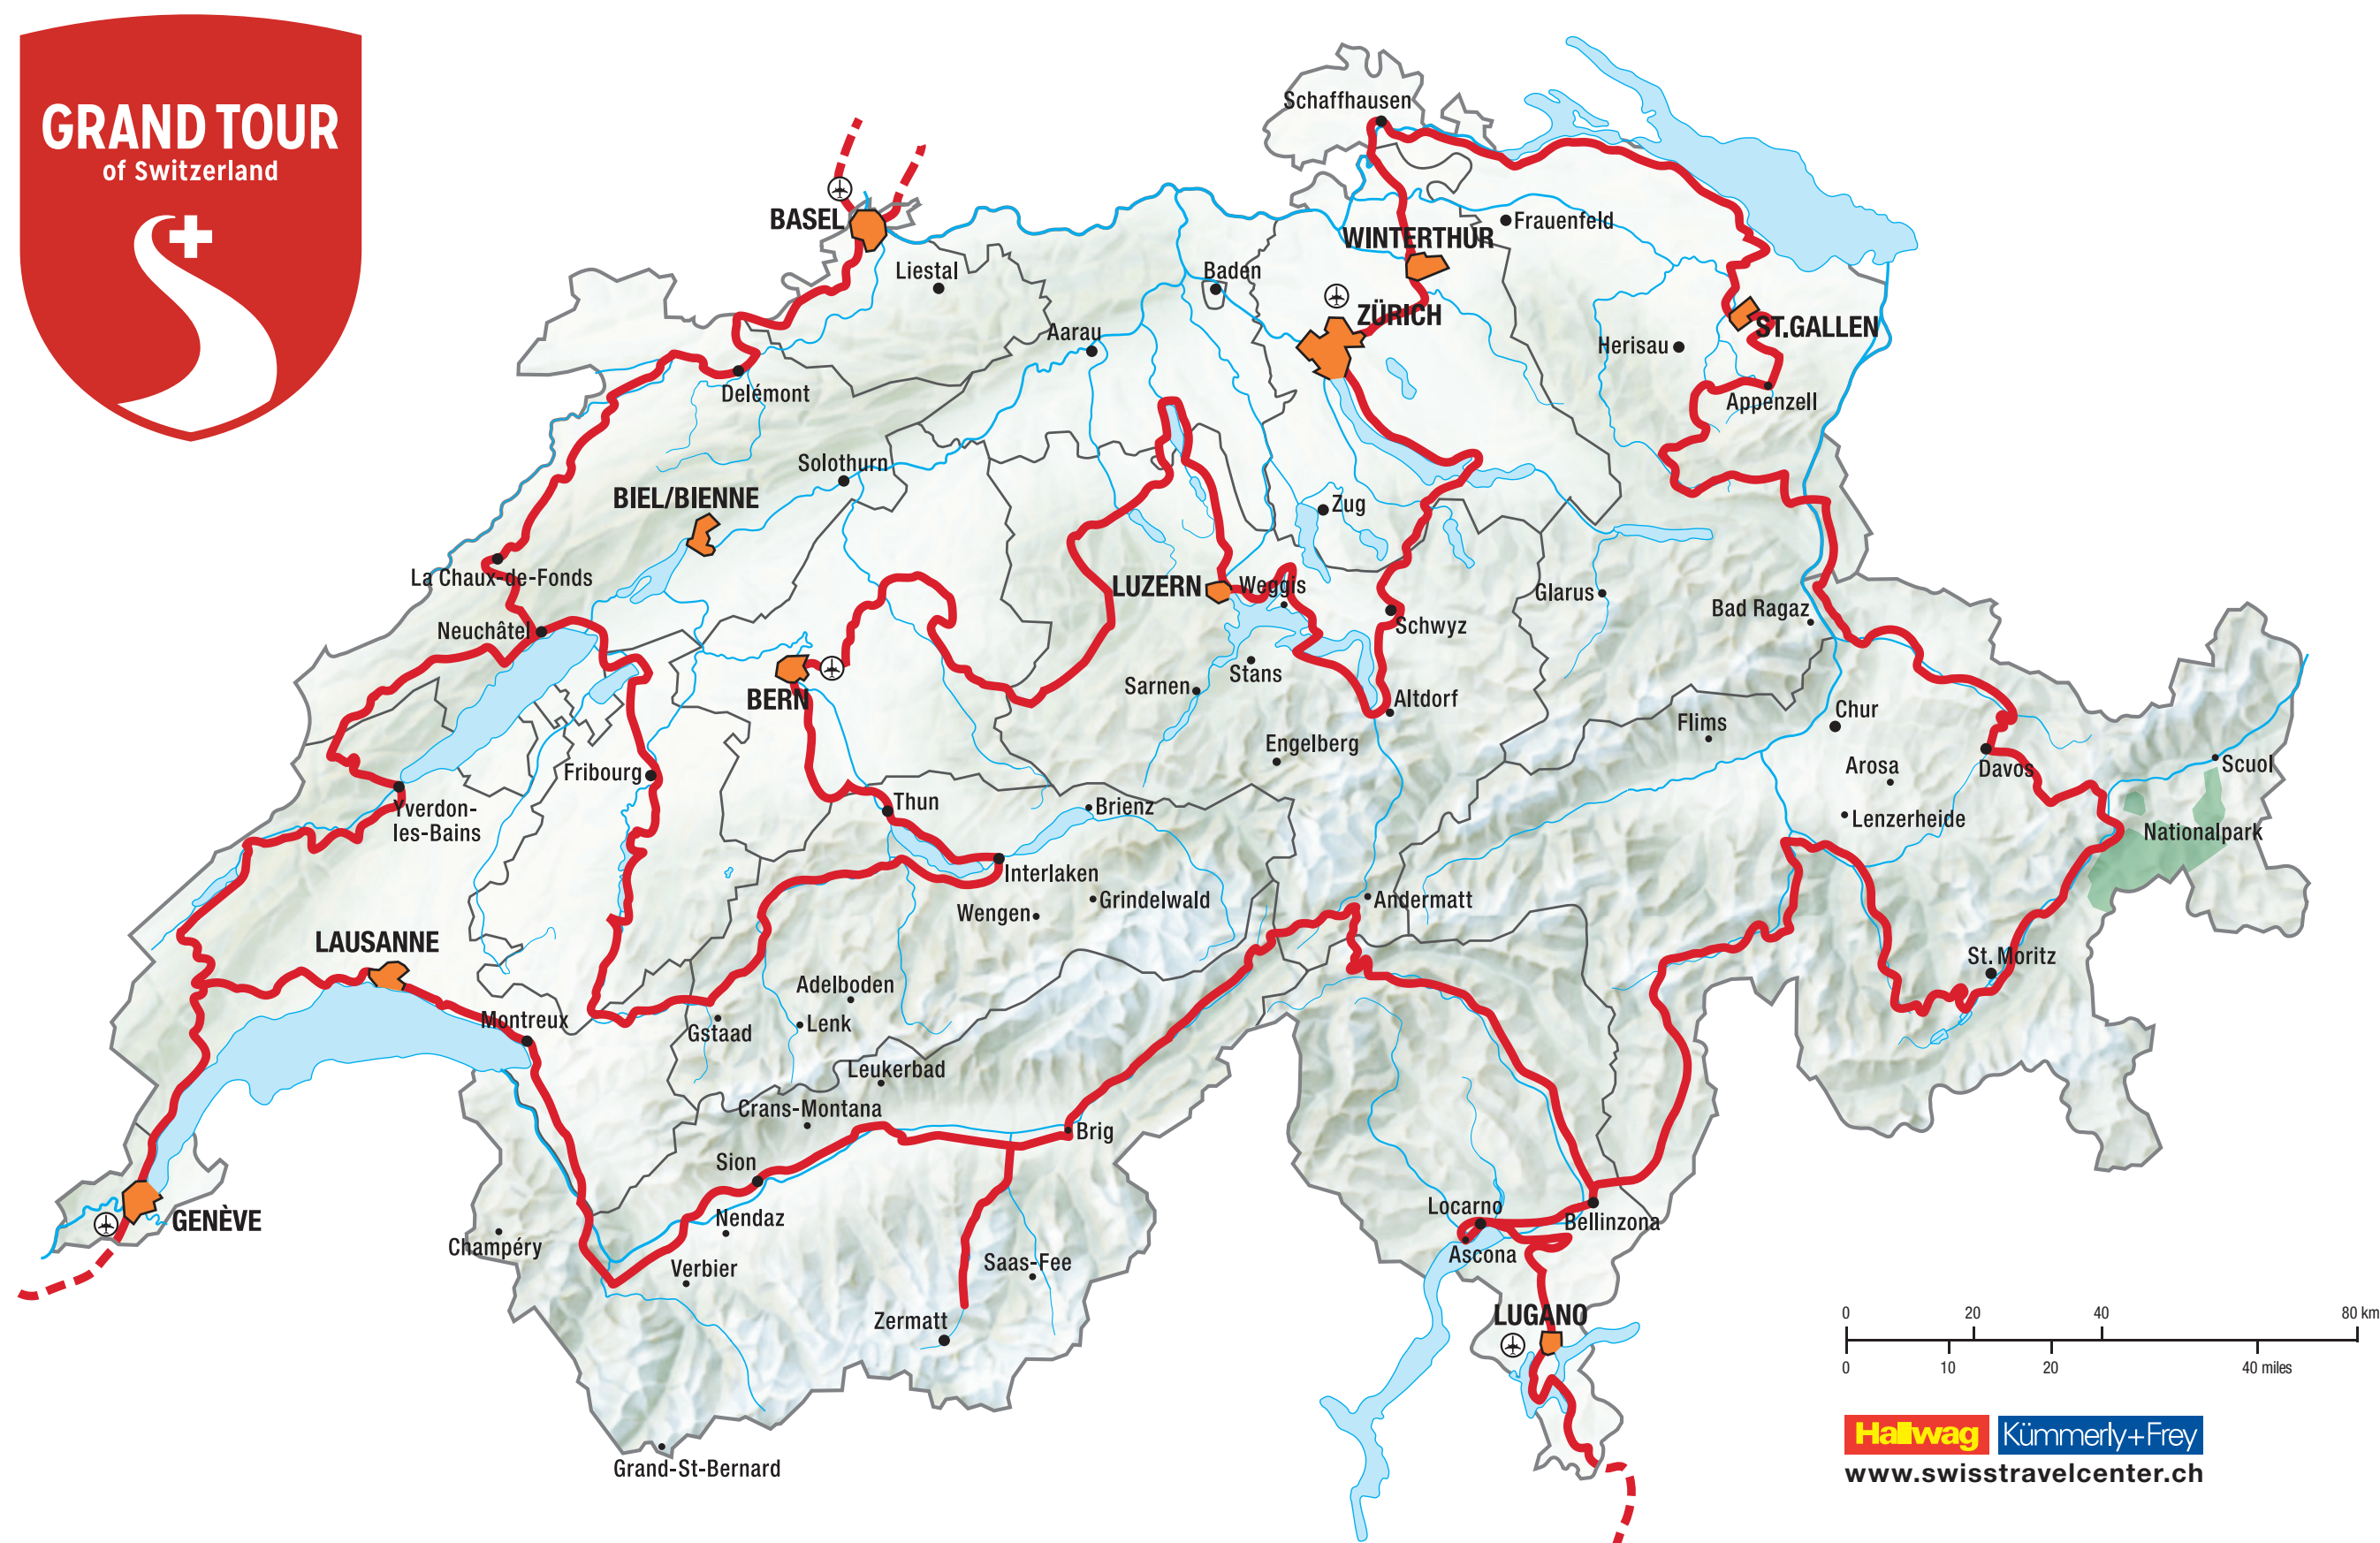 GRAND TOUR
of Switzerland
Schaffhausen
BASEL
Frauenfeld
WINTERTHUR
Liestal
Baden
ZÜRICH
ST.GALLEN
Aarau
Herisau
Delémont
Appenzell
Solothurn
BIEL/BIENNE
Zug
La Chaux-de-Fonds
LUZERN
Weggis
Glarus
Bad Ragaz
Neuchâtel
Schwyz
Stans
Sarnen
BERN
Altdorf
Chur
Flims
Engelberg
Fribourg
Arosa
Davos
Scuol
Yverdon-
les-Bains
Thun
Brienz
Lenzerheide
Nationalpark
Interlaken
Grindelwald
Wengen
Andermatt
LAUSANNE
St. Moritz
Adelboden
Montreux
Lenk
Gstaad
Leukerbad
Crans-Montana
Brig
Sion
Locarno
Nendaz
GENÈVE
Bellinzona
Champéry
Ascona
Verbier
Saas-Fee
Zermatt
LUGANO
0 20 40 80 km
0 10 20 40 miles
Grand-St-Bernard
Hallwag
Kümmerly+Frey
www.swisstravelcenter.ch